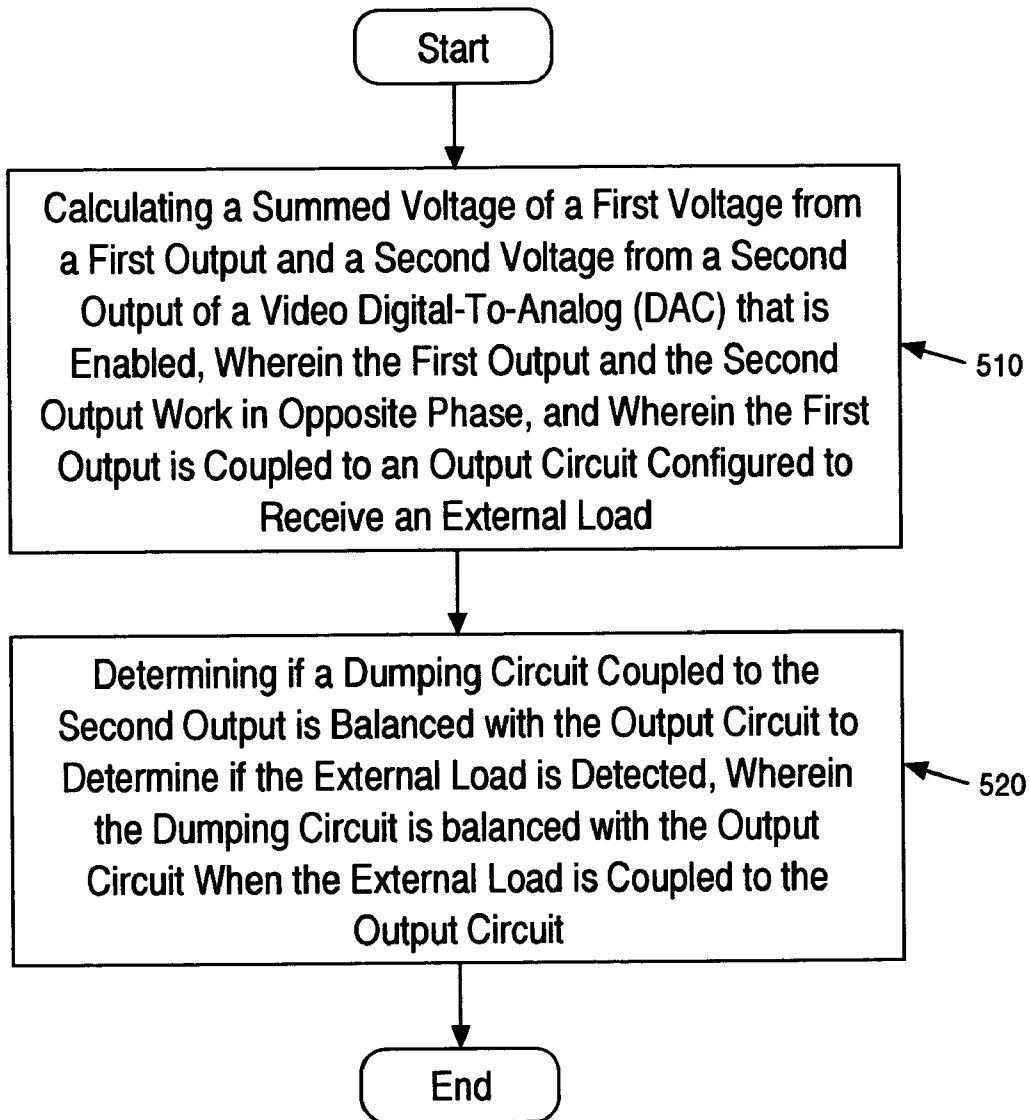 Start
Calculating a Summed Voltage of a First Voltage from
a First Output and a Second Voltage from a Second
Output of a Video Digital-To-Analog (DAC) that is
Enabled, Wherein the First Output and the Second
Output Work in Opposite Phase, and Wherein the First
Output is Coupled to an Output Circuit Configured to
Receive an External Load
510
Determining if a Dumping Circuit Coupled to the
Second Output is Balanced with the Output Circuit to
Determine if the External Load is Detected, Wherein
the Dumping Circuit is balanced with the Output
Circuit When the External Load is Coupled to the
Output Circuit
520
End